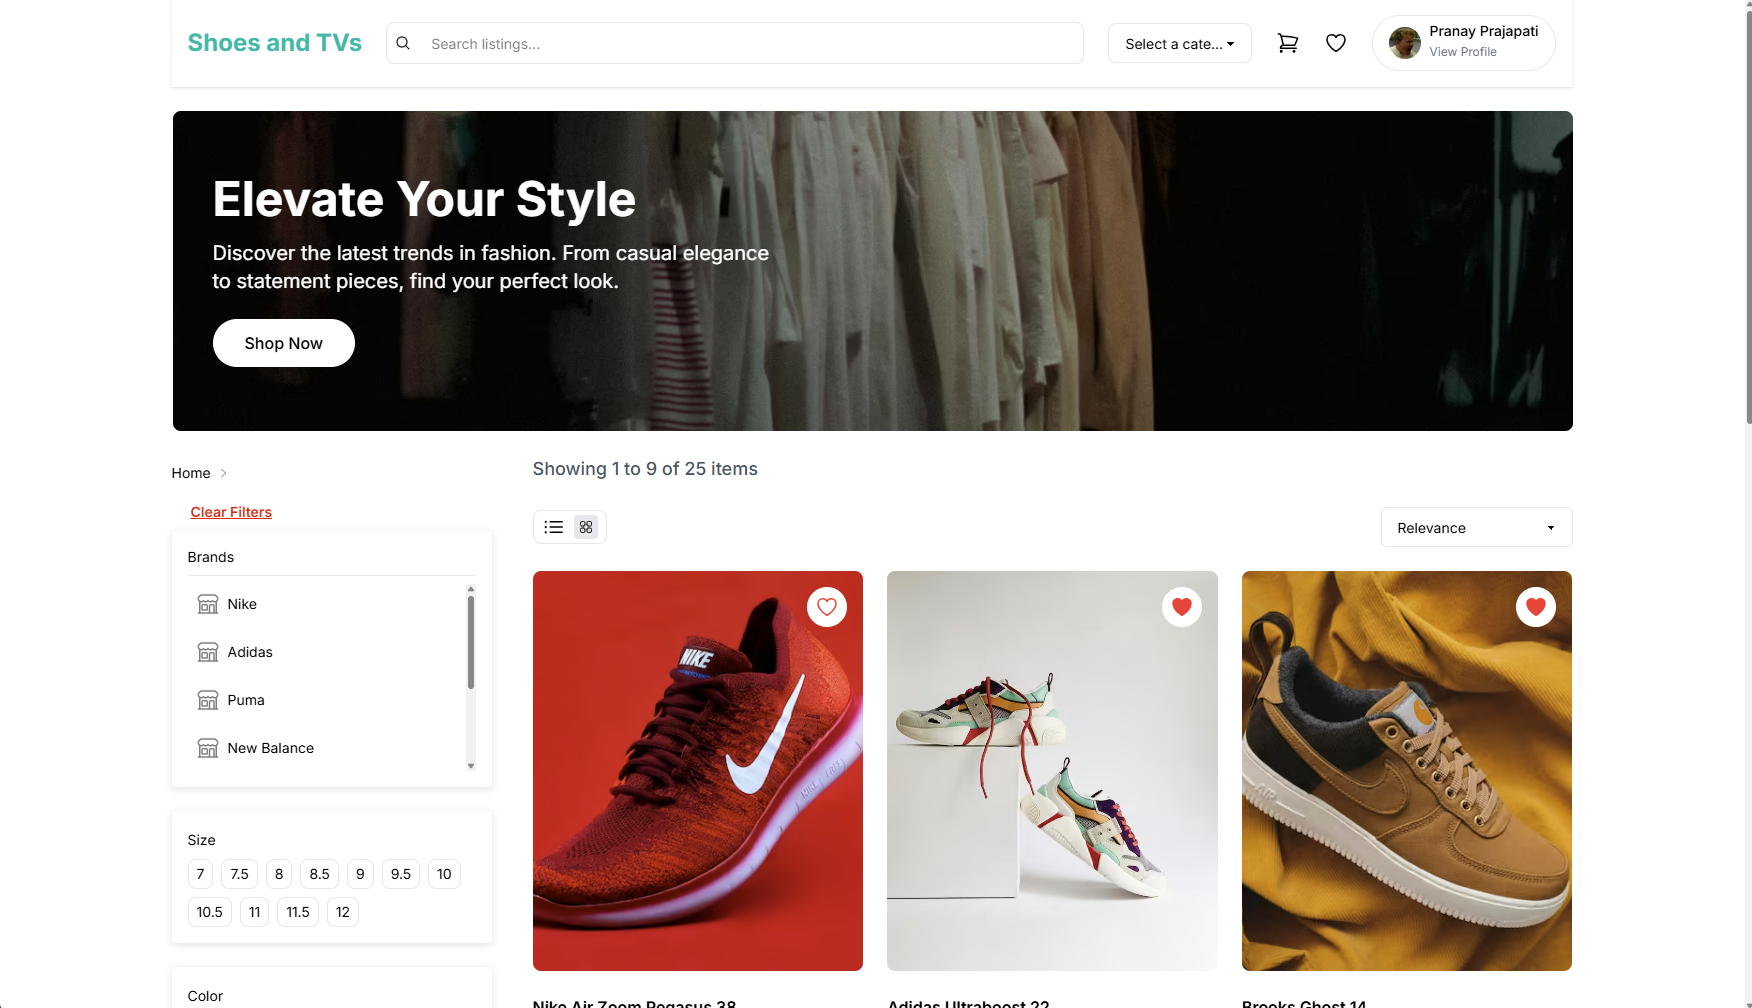 Shoes and TVs
Search listings...
Select a cate...
Pranay Prajapati
View Profile
Elevate Your Style
Discover the latest trends in fashion. From casual elegance
to statement pieces, find your perfect look.
Shop Now
Home
Clear Filters
Brands
Nike
Adidas
Puma
New Balance
Size
7
7.5
8
8.5
9
9.5
10
10.5
11
11.5
12
Color
Showing 1 to 9 of 25 items
Relevance
NIKE
NIKE FREE
AIR
Nike Air Zoom Pegasus 38
Adidas Ultraboost 22
Brooks Ghost 14